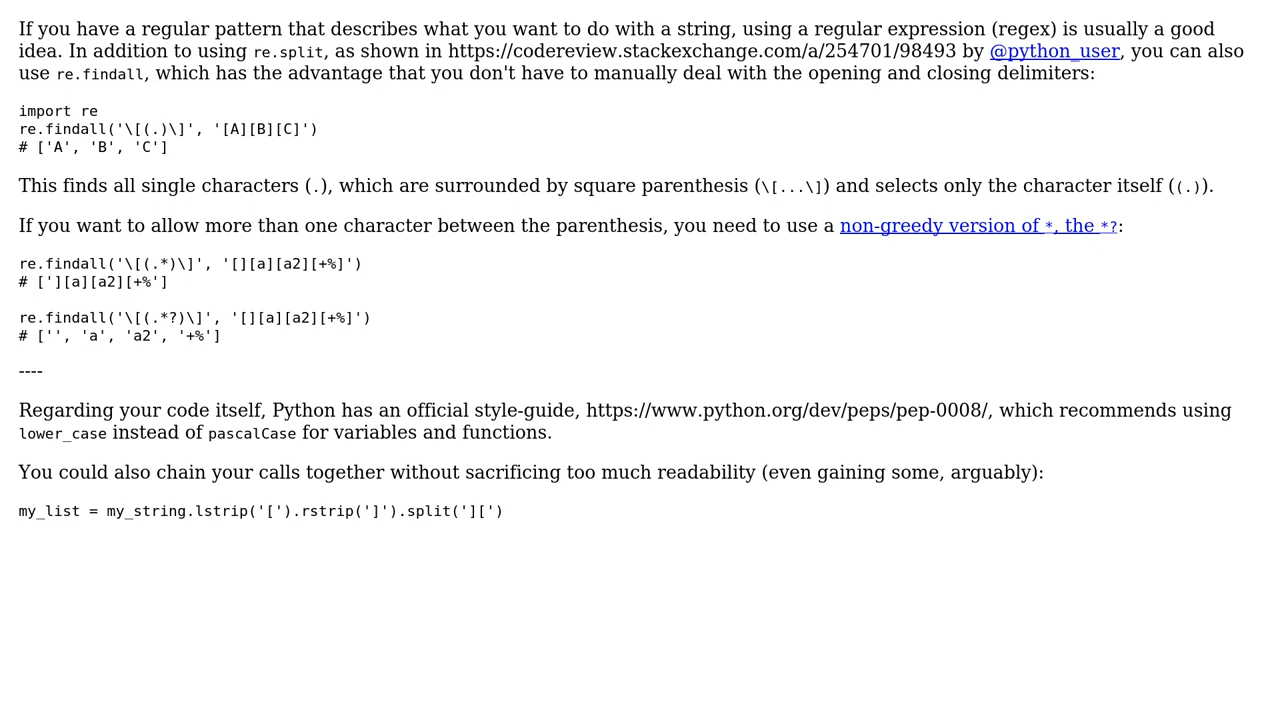 If you have a regular pattern that describes what you want to do with a string, using a regular expression (regex) is usually a good
idea. In addition to using re.split, as shown in https://codereview.stackexchange.com/a/254701/98493 by @python_user, you can also
use re.findall, which has the advantage that you don't have to manually deal with the opening and closing delimiters:
import re
re.findall('\[(.)\]', '[A][B][C]')
# ['A', 'B', 'C']
This finds all single characters (.), which are surrounded by square parenthesis (\[...\]) and selects only the character itself ((.)).
If you want to allow more than one character between the parenthesis, you need to use a non-greedy version of *, the *?:
re.findall('\[(.*)\]', '[][a][a2][+%]')
# ['][a][a2][+%']
re.findall('\[(.*?)\]', '[][a][a2][+%]')
# ['', 'a', 'a2', '+%']
----
Regarding your code itself, Python has an official style-guide, https://www.python.org/dev/peps/pep-0008/, which recommends using
lower_case instead of pascalCase for variables and functions.
You could also chain your calls together without sacrificing too much readability (even gaining some, arguably):
my_list = my_string.lstrip('[').rstrip(']').split('][')